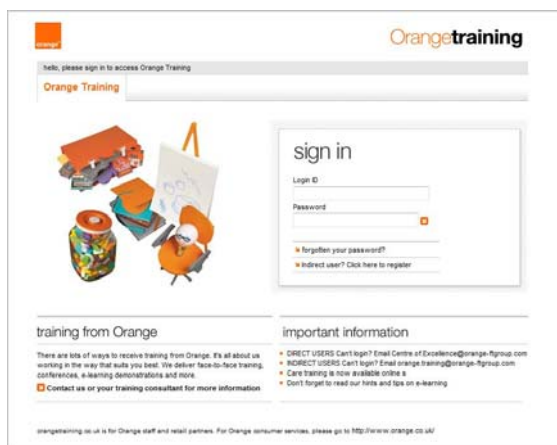 orange
Orangetraining
hello, please sign in to access Orange Training
Orange Training
sign in
Login ID
Password
forgotten your password?
Indirect user? Click here to register
training from Orange
There are lots of ways to receive training from Orange. It's all about us
working in the way that suits you best. We deliver face-to-face training,
conferences, e-learning demonstrations and more.
Contact us or your training consultant for more information
important information
DIRECT USERS Can't login? Email Centre of.Excellence@orange-ftgroup.com
INDIRECT USERS Can't login? Email orange.training@orange-ftgroup.com
Care training is now available online s
Don't forget to read our hints and tips on e-learning
orangetraining.co.uk is for Orange staff and retail partners. For Orange consumer services, please go to http://www.orange.co.uk/